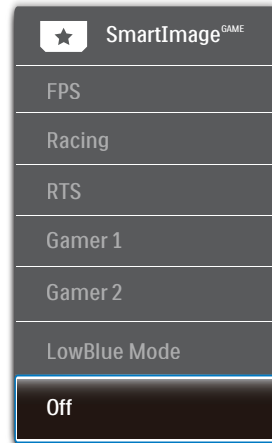 SmartImage GAME
FPS
Racing
RTS
Gamer 1
Gamer 2
LowBlue Mode
Off